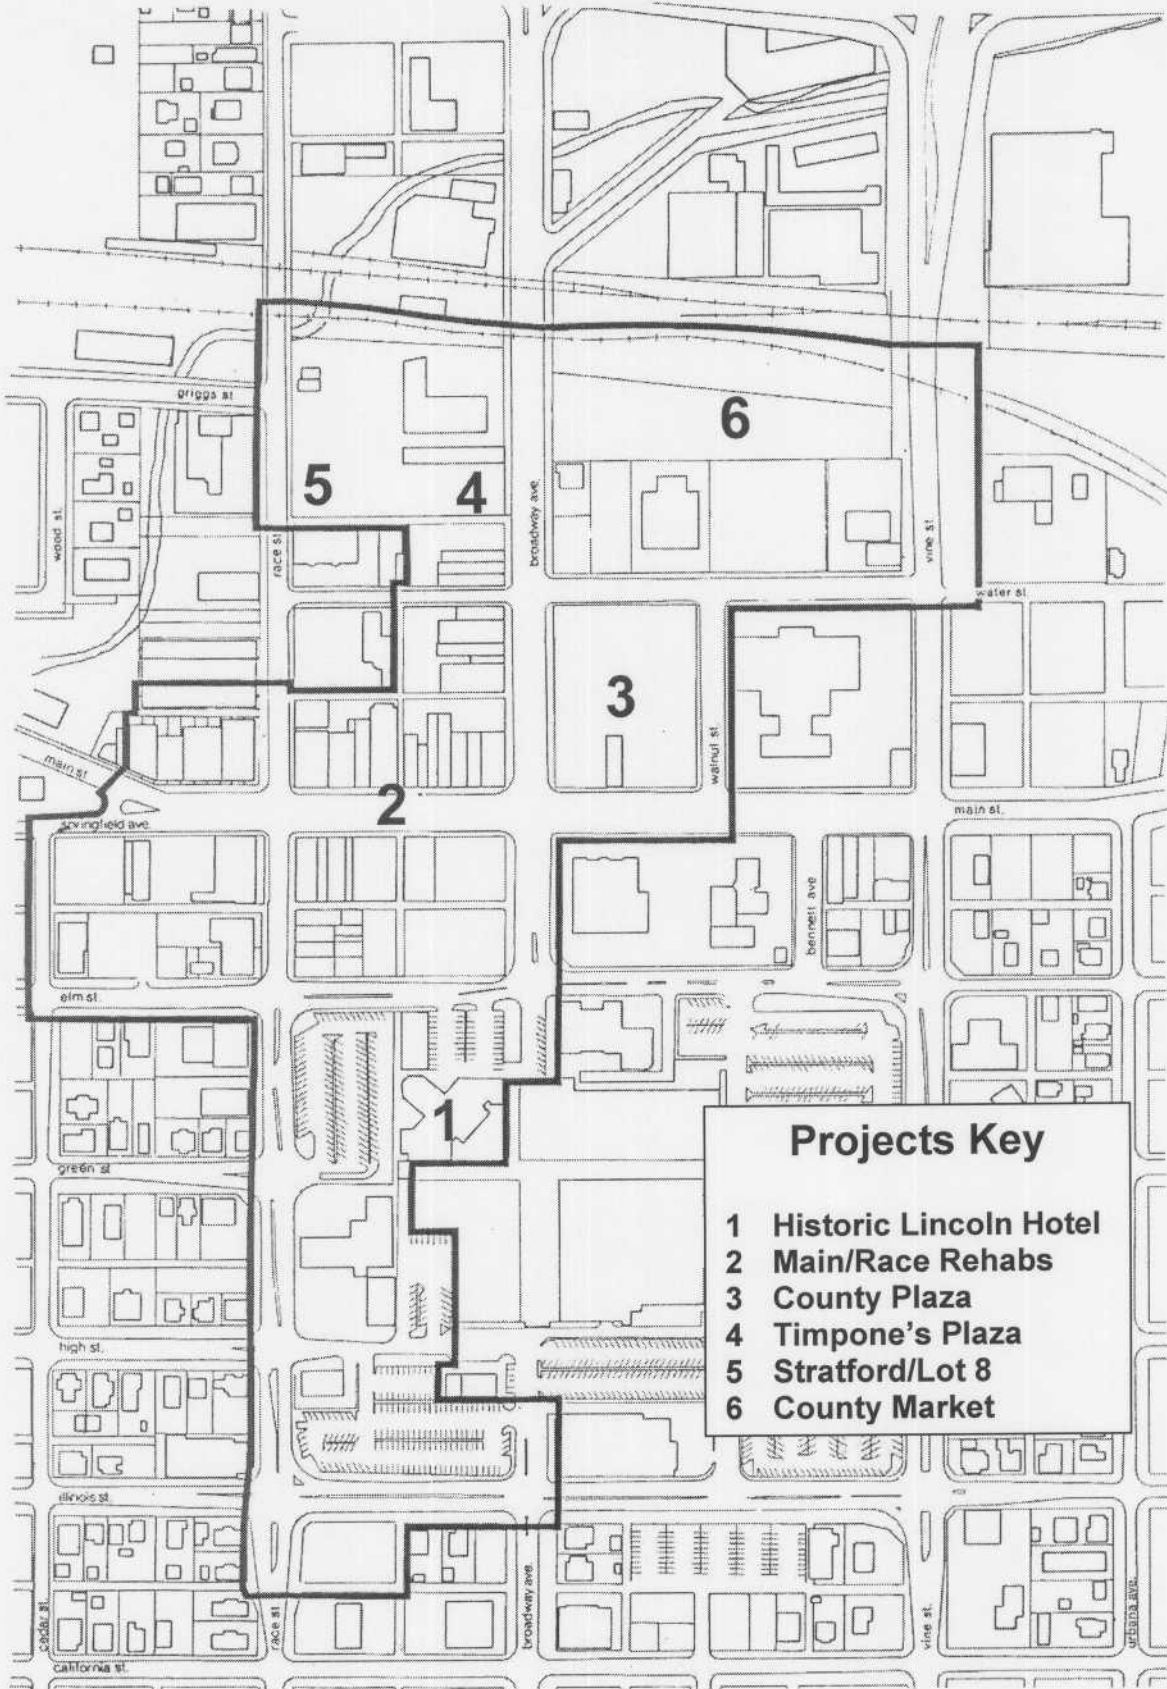 griggs st.
6
5
4
wood st.
race st.
broadway ave.
vine st.
water st.
3
walnut st.
main st.
2
springfield ave.
main st.
bennett ave
elm st.
1
Projects Key
green st
1 Historic Lincoln Hotel
2 Main/Race Rehabs
3 County Plaza
4 Timpone's Plaza
5 Stratford/Lot 8
6 County Market
high st.
illinois st.
cedar st.
race st
broadway ave.
vine st.
urbana ave.
california st.